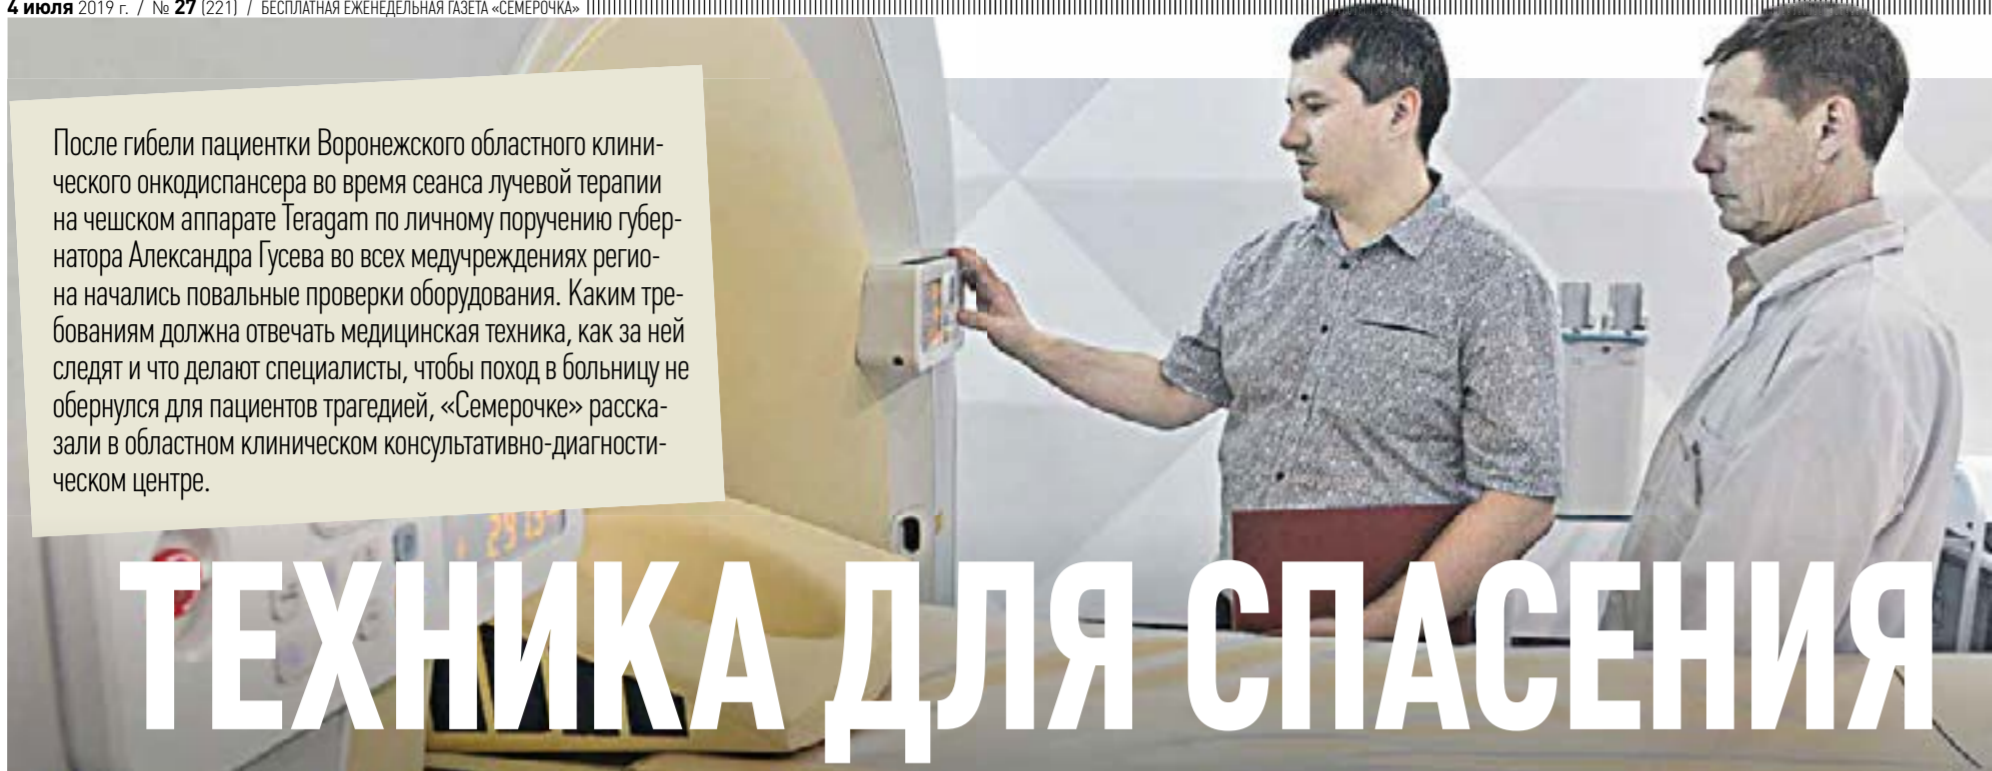 4 июля 2019 г. / № 27 (221) / БЕСПЛАТНАЯ ЕЖЕНЕДЕЛЬНАЯ ГАЗЕТА «СЕМЕРОЧКА»
После гибели пациентки Воронежского областного клини-
ческого онкодиспансера во время сеанса лучевой терапии
на чешском аппарате Teragam по личному поручению губер-
натора Александра Гусева во всех медучреждениях регио-
на начались повальные проверки оборудования. Каким тре-
бованиям должна отвечать медицинская техника, как за ней
следят и что делают специалисты, чтобы поход в больницу не
обернулся для пациентов трагедией, «Семерочке» расска-
зали в областном клиническом консультативно-диагности-
ческом центре.
ТЕХНИКА ДЛЯ СПАСЕНИЯ